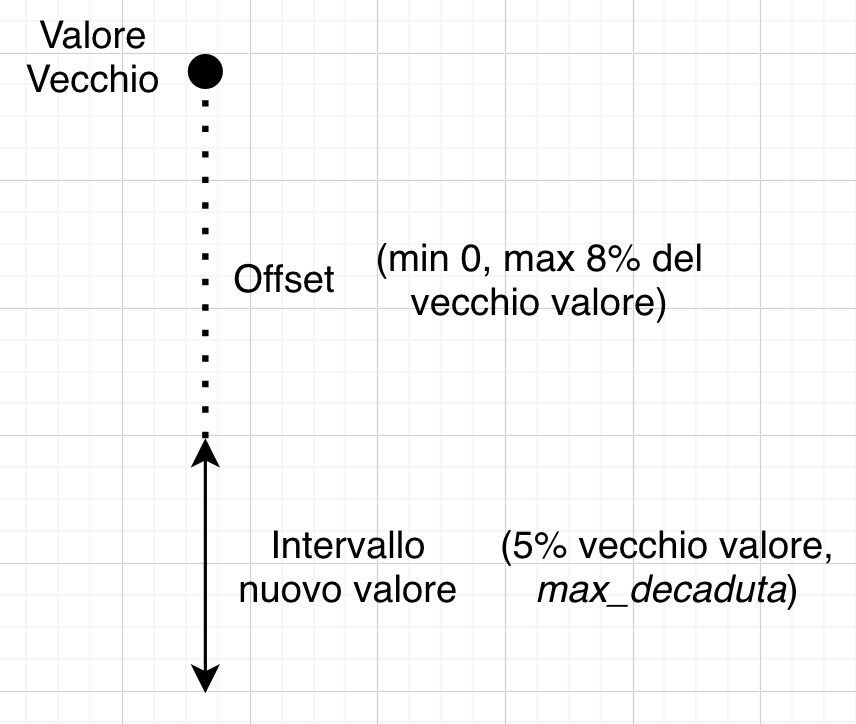 Valore
Vecchio
Offset
(min 0, max 8% del
vecchio valore)
Intervallo
nuovo valore
(5% vecchio valore,
max_decaduta)